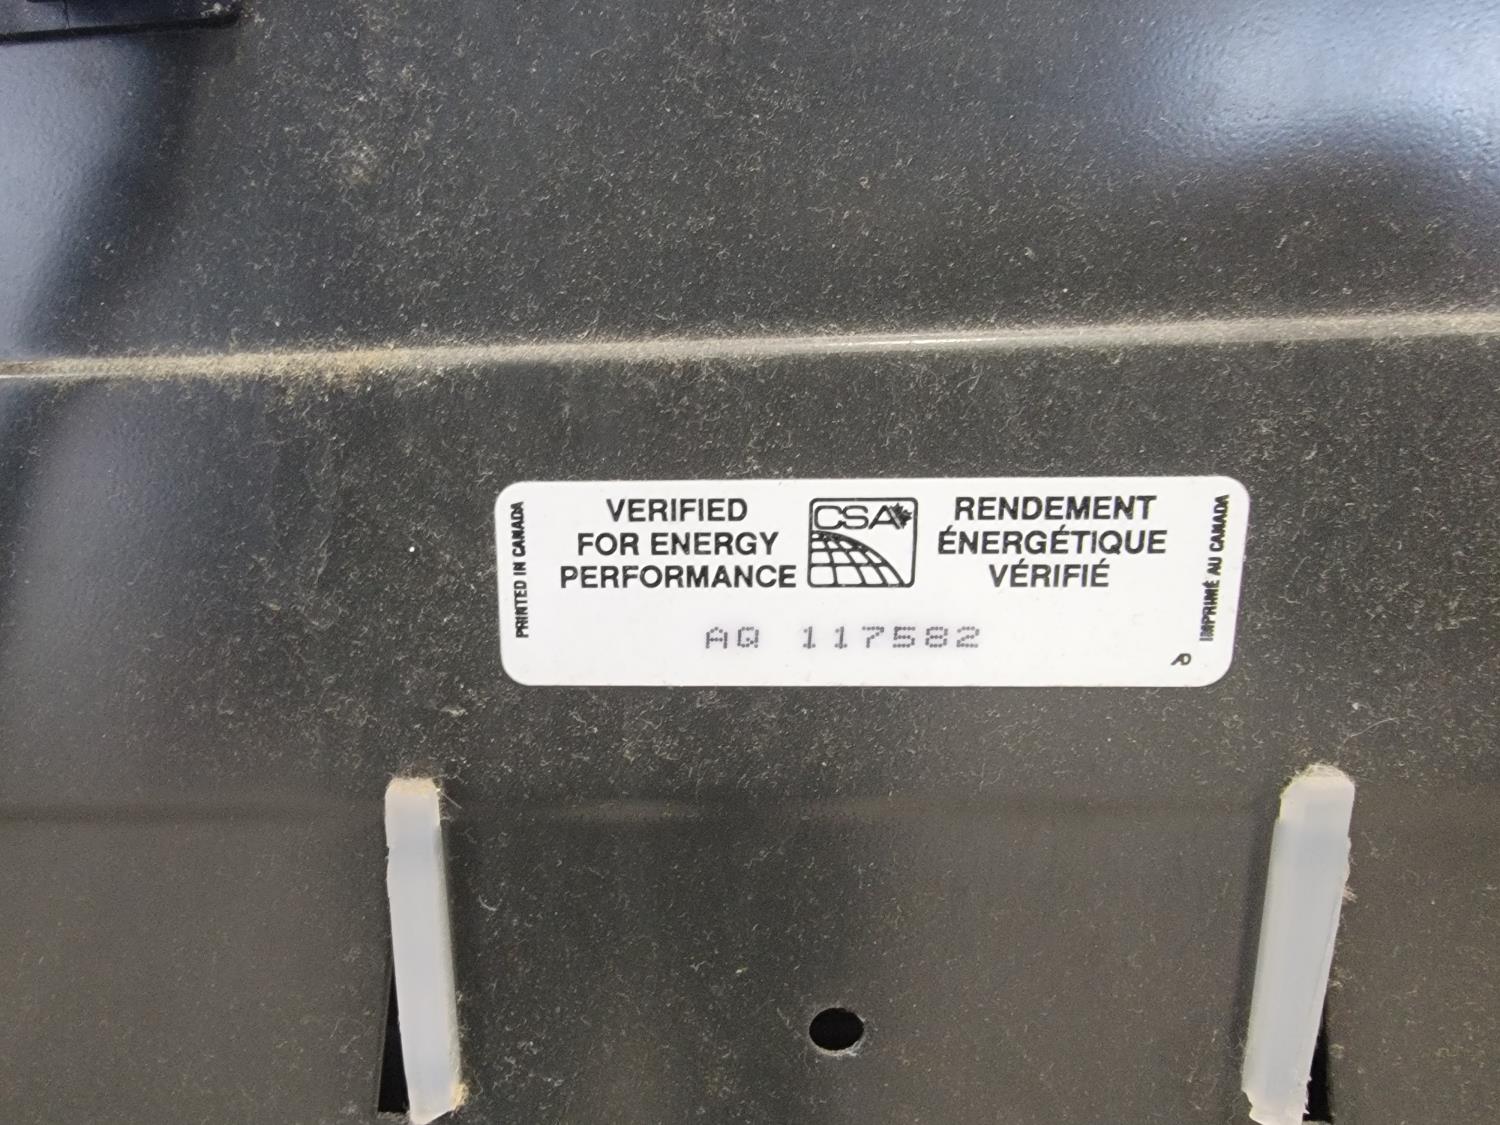 PRINTED IN CANADA
VERIFIED
FOR ENERGY
PERFORMANCE
CSA
RENDEMENT
ÉNERGÉTIQUE
VÉRIFIÉ
IMPRIMÉ AU CANADA
AQ 117582